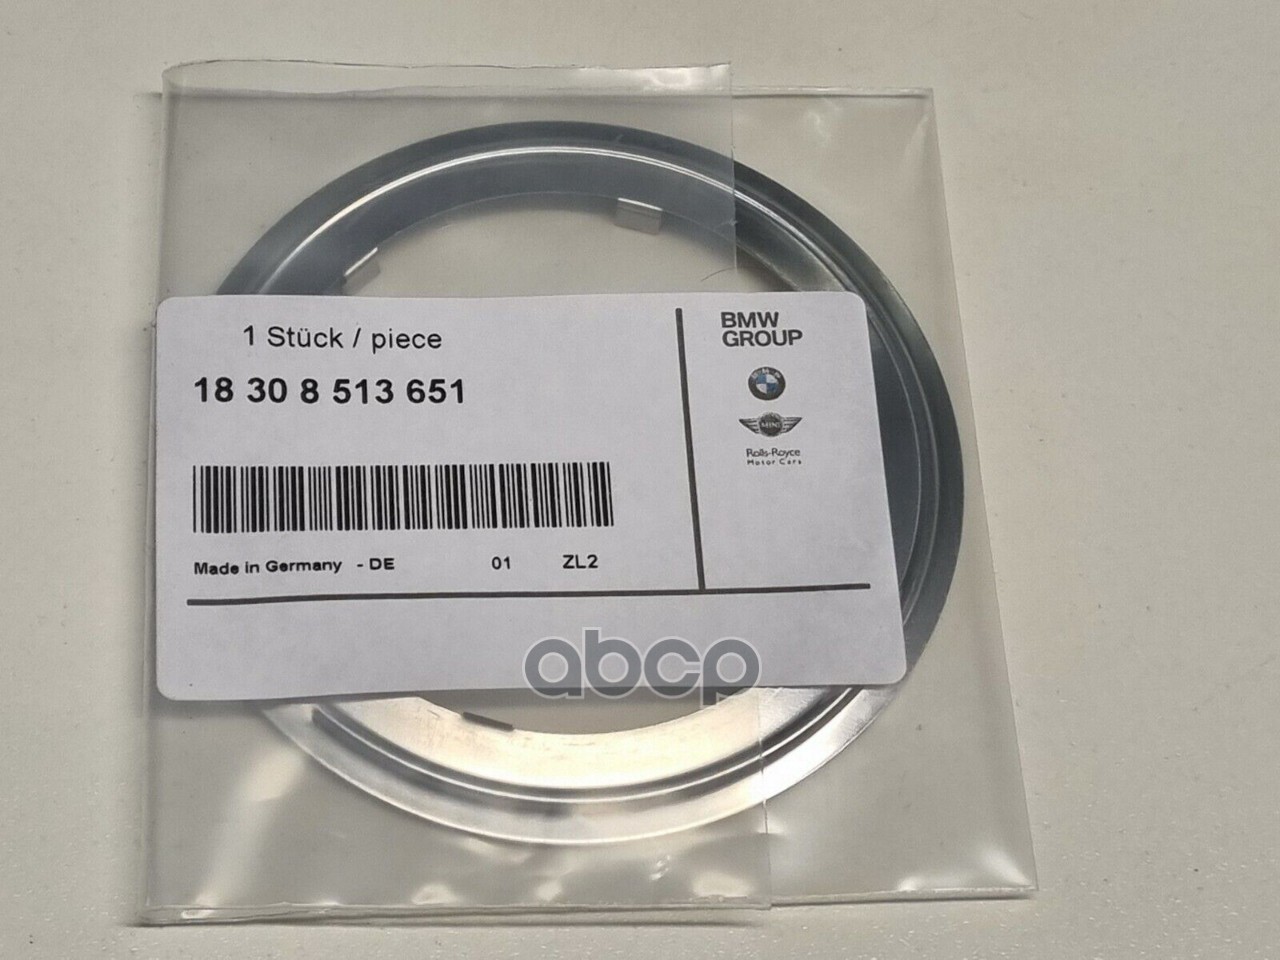 1 Stück / piece
18 30 8 513 651
Made in Germany - DE 01 ZL2
BMW
GROUP
BMW
MINI
Rolls-Royce
Motor Cars
abcp